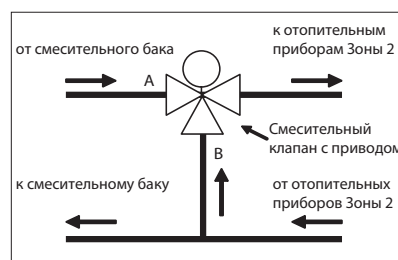 от смесительного бака
к отопительным
приборам Зоны 2
A
Смесительный
клапан с приводом
B
к смесительному баку
от отопительных
приборов Зоны 2